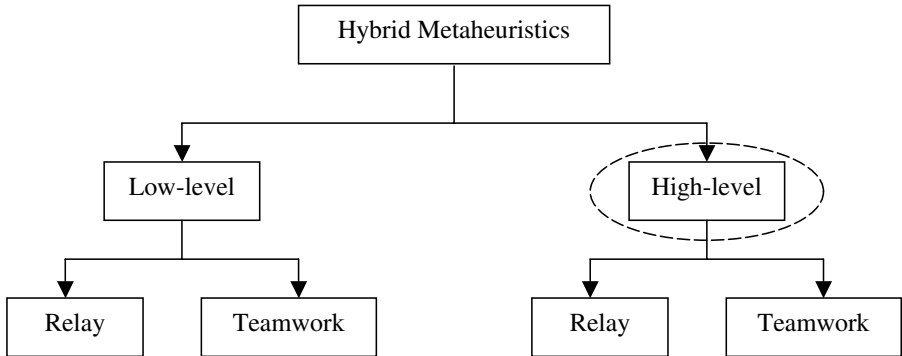 Hybrid Metaheuristics
Low-level
High-level
Relay
Teamwork
Relay
Teamwork